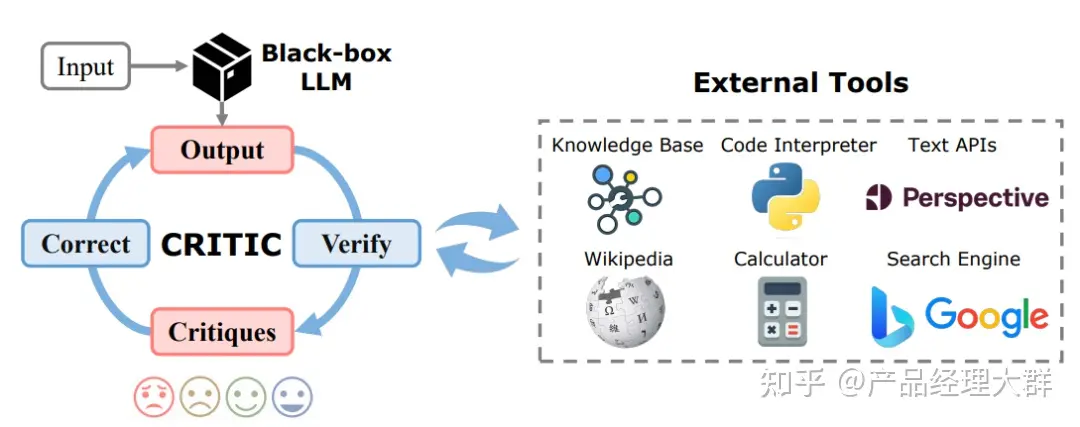 Input
Black-box
LLM
Output
Correct
CRITIC
Verify
Critiques
External Tools
Knowledge Base
Code Interpreter
Text APIs
Perspective
Wikipedia
Calculator
Search Engine
Ω
W
И
維
Google
知乎 @产品经理大群